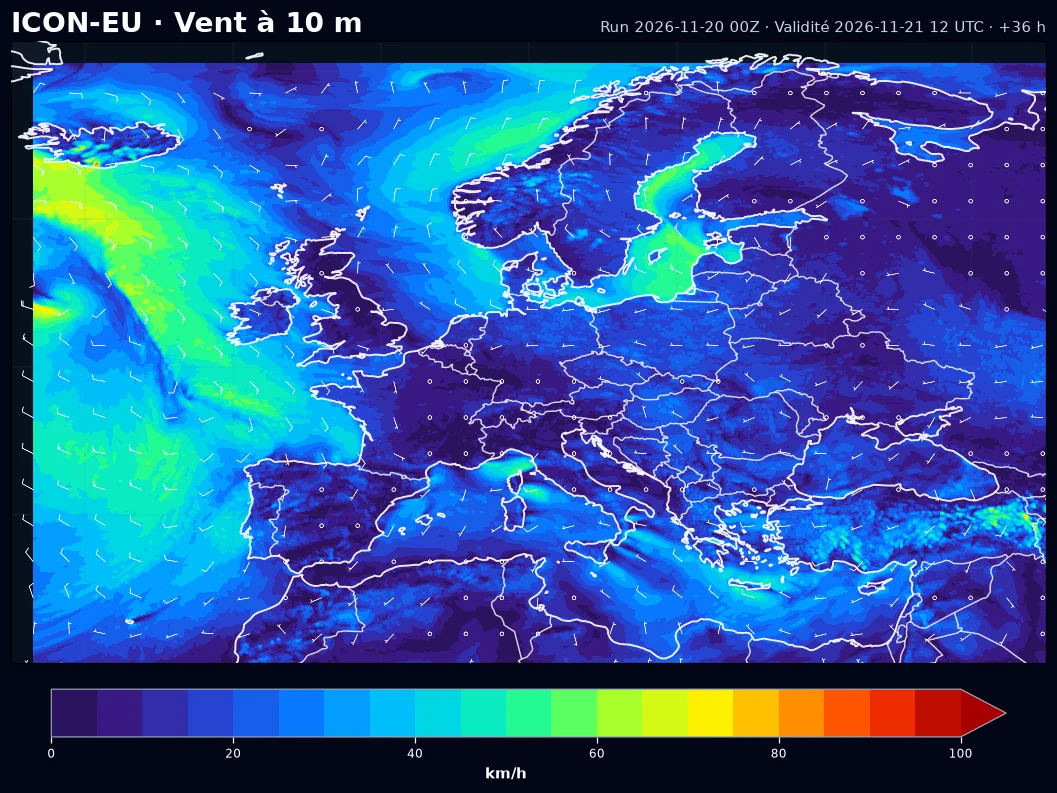 ICON-EU · Vent à 10 m
Run 2026-11-20 00Z · Validité 2026-11-21 12 UTC · +36 h
0 20 40 60 80 100
km/h